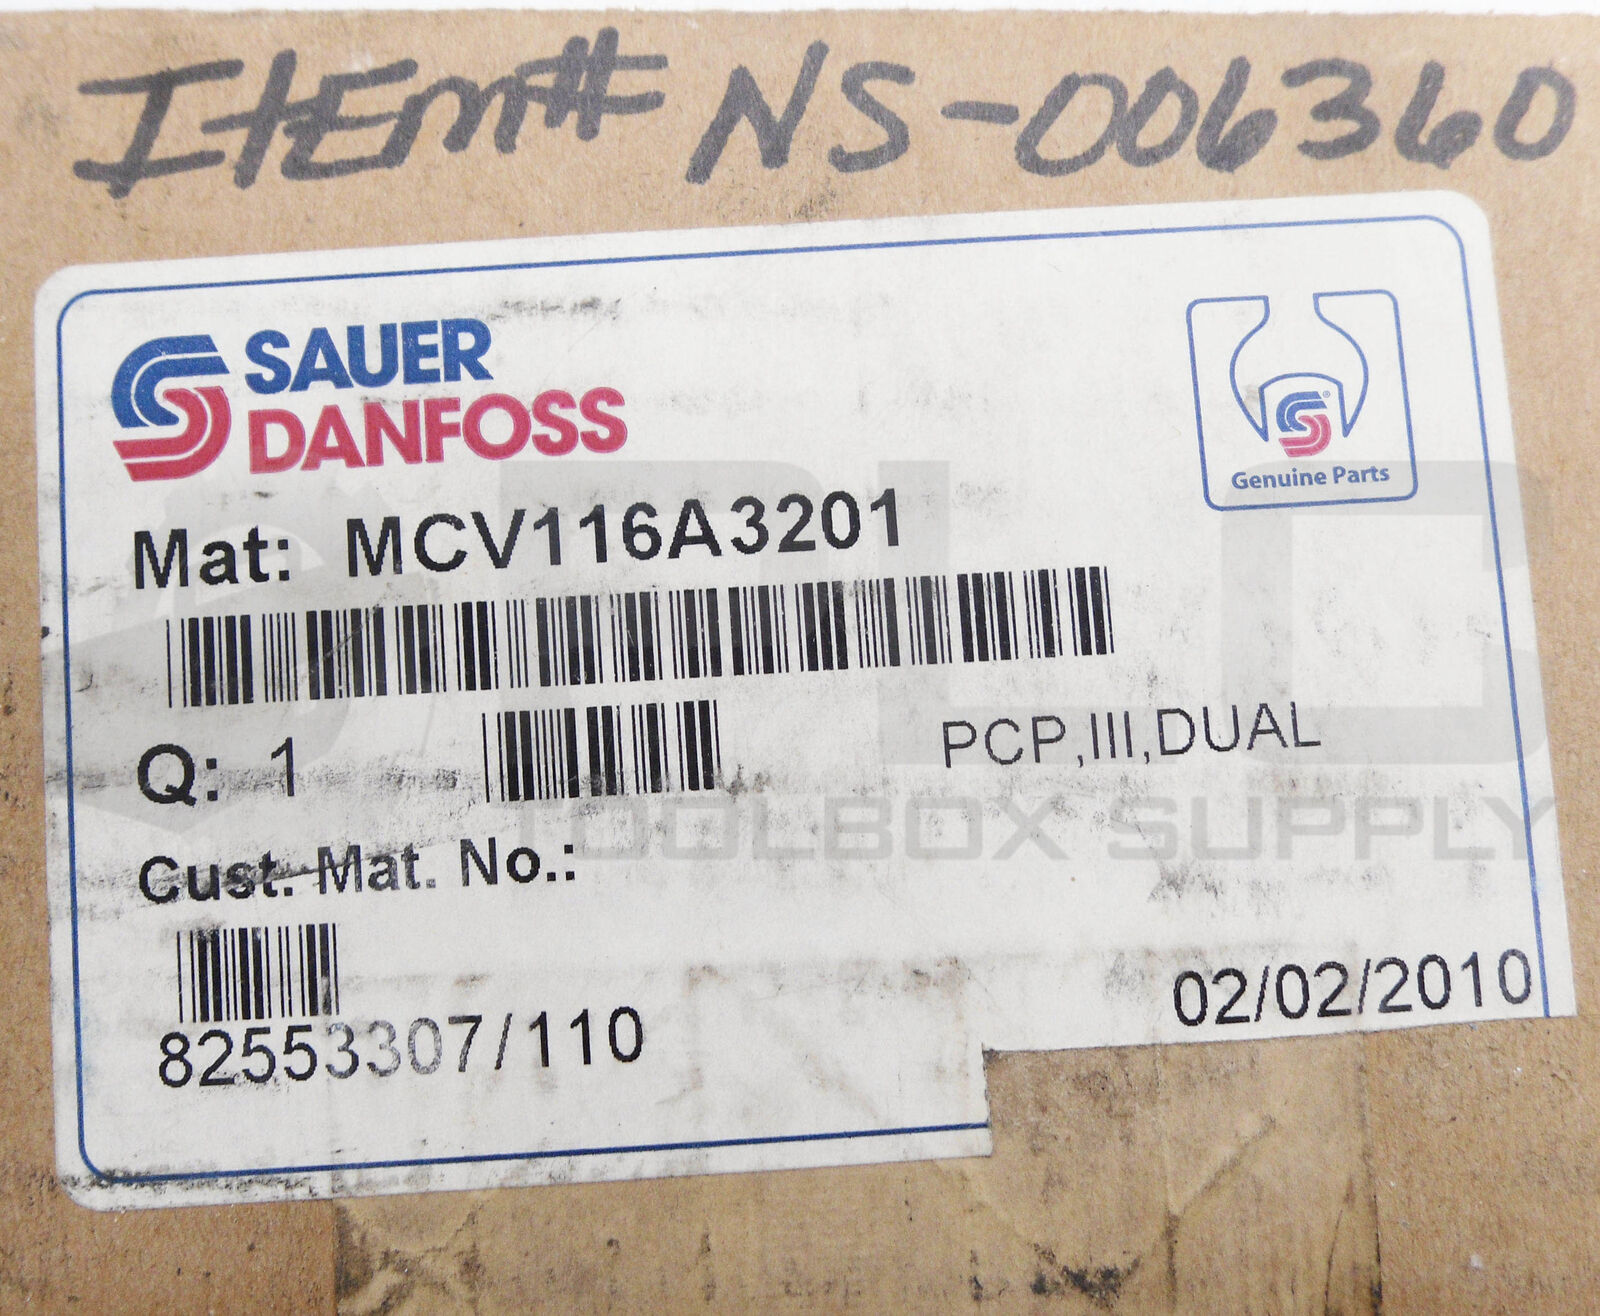 Item# NS-006360
SAUER
DANFOSS
Genuine Parts
Mat: MCV116A3201
Q: 1
PCP,III,DUAL
PLC
TOOLBOX SUPPLY
Cust. Mat. No.:
82553307/110
02/02/2010